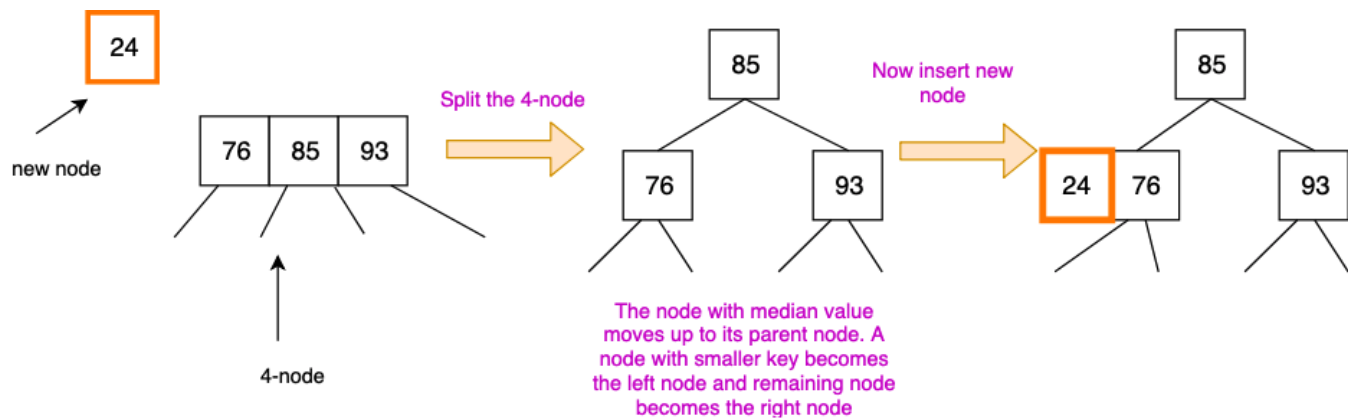 24
new node
76 85 93
4-node
Split the 4-node
85
76 93
The node with median value
moves up to its parent node. A
node with smaller key becomes
the left node and remaining node
becomes the right node
Now insert new
node
85
24 76 93